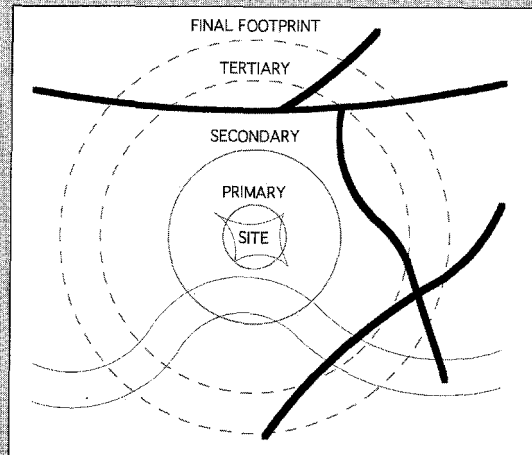 FINAL FOOTPRINT
TERTIARY
SECONDARY
PRIMARY
SITE